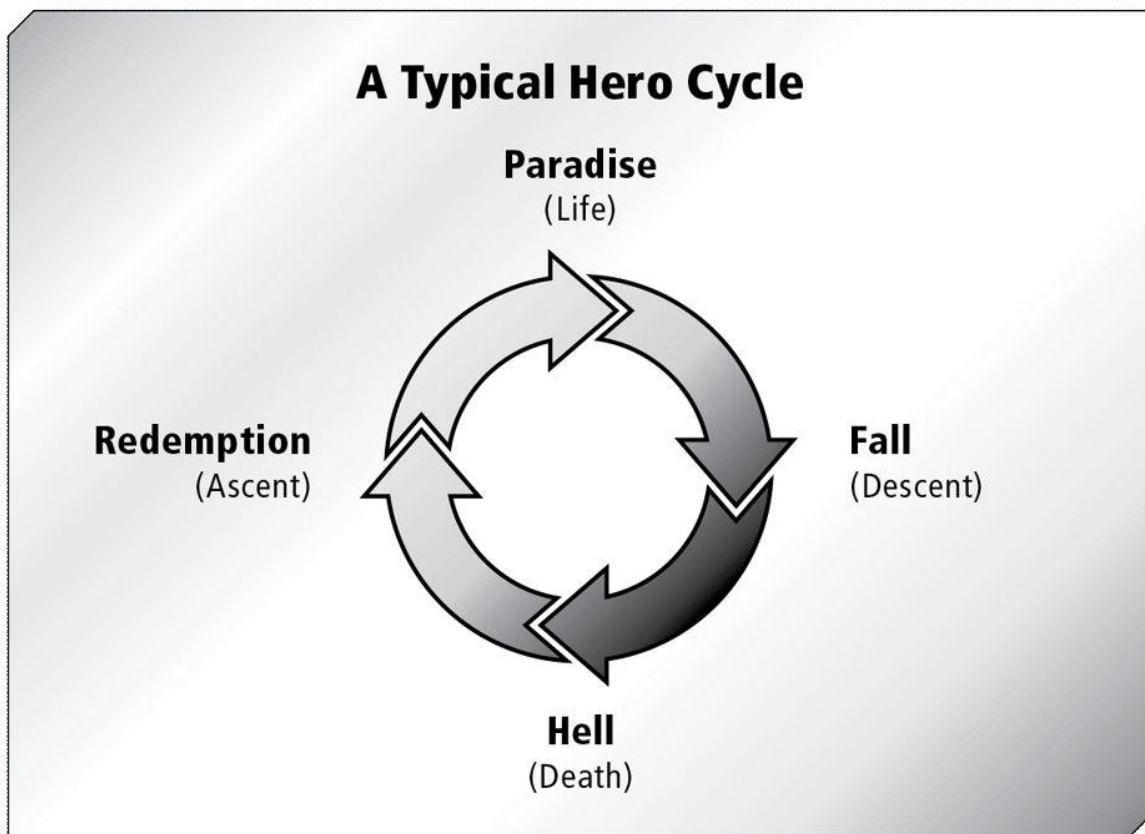 A Typical Hero Cycle
Paradise
(Life)
Redemption
(Ascent)
Fall
(Descent)
Hell
(Death)